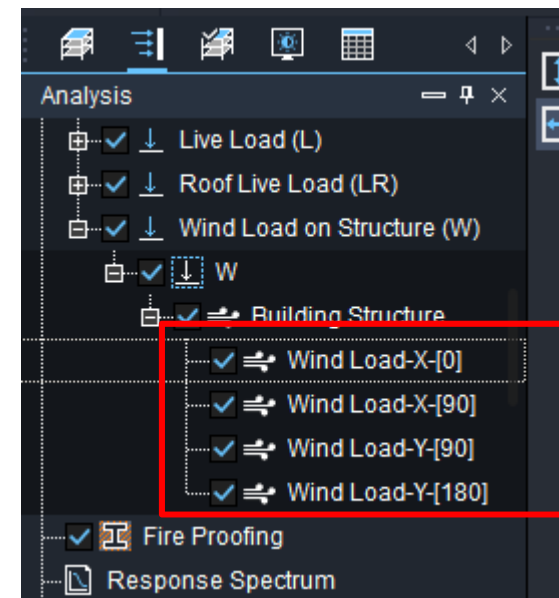 Analysis
Live Load (L)
Roof Live Load (LR)
Wind Load on Structure (W)
W
Building Structure
Wind Load-X-[0]
Wind Load-X-[90]
Wind Load-Y-[90]
Wind Load-Y-[180]
Fire Proofing
Response Spectrum